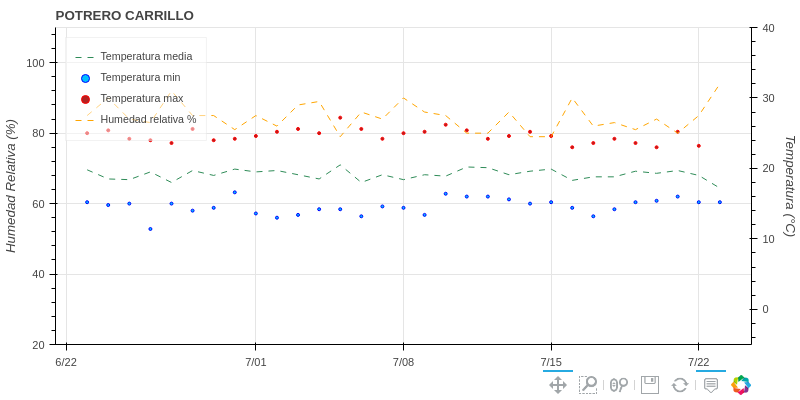 POTRERO CARRILLO
Temperatura media
Temperatura min
Temperatura max
Humedad relativa %
Humedad Relativa (%)
100
80
60
40
20
Temperatura (°C)
40
30
20
10
0
6/22
7/01
7/08
7/15
7/22